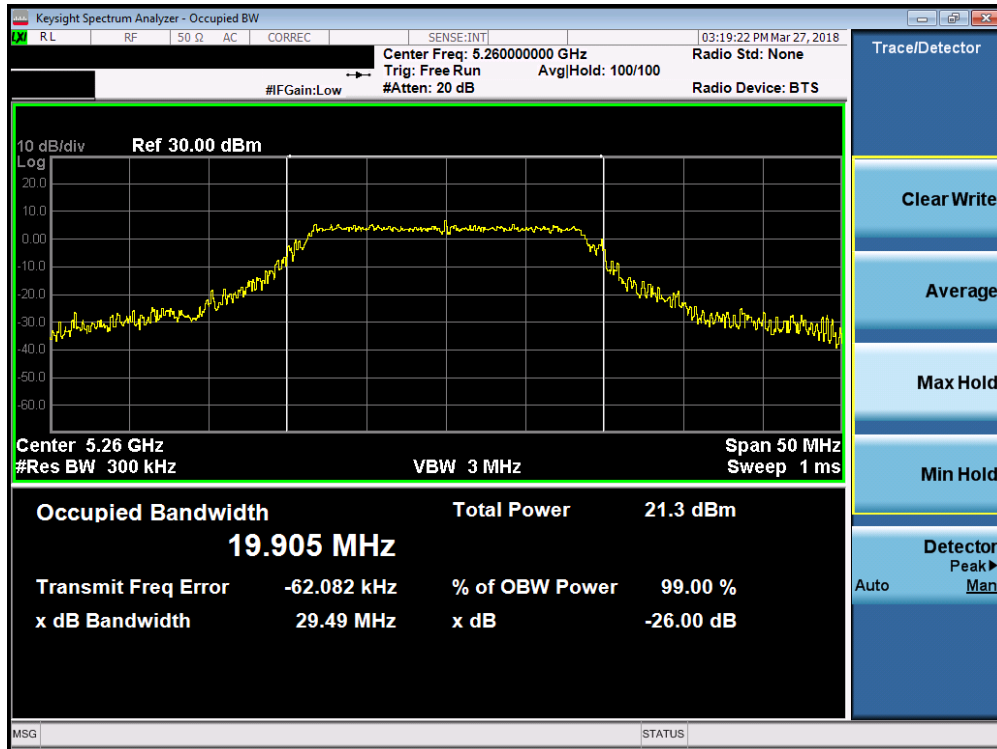 Keysight Spectrum Analyzer - Occupied BW
LXI RL RF 50 Ω AC CORREC SENSE:INT 03:19:22 PM Mar 27, 2018
Center Freq: 5.260000000 GHz Radio Std: None
Trig: Free Run Avg|Hold: 100/100
#IFGain:Low #Atten: 20 dB Radio Device: BTS
10 dB/div Ref 30.00 dBm
Log
20.0
10.0
0.00
-10.0
-20.0
-30.0
-40.0
-50.0
-60.0
Center 5.26 GHz Span 50 MHz
#Res BW 300 kHz VBW 3 MHz Sweep 1 ms
Occupied Bandwidth Total Power 21.3 dBm
19.905 MHz
Transmit Freq Error -62.082 kHz % of OBW Power 99.00 %
x dB Bandwidth 29.49 MHz x dB -26.00 dB
MSG STATUS
Trace/Detector
Clear Write
Average
Max Hold
Min Hold
Detector
Peak▶
Auto Man